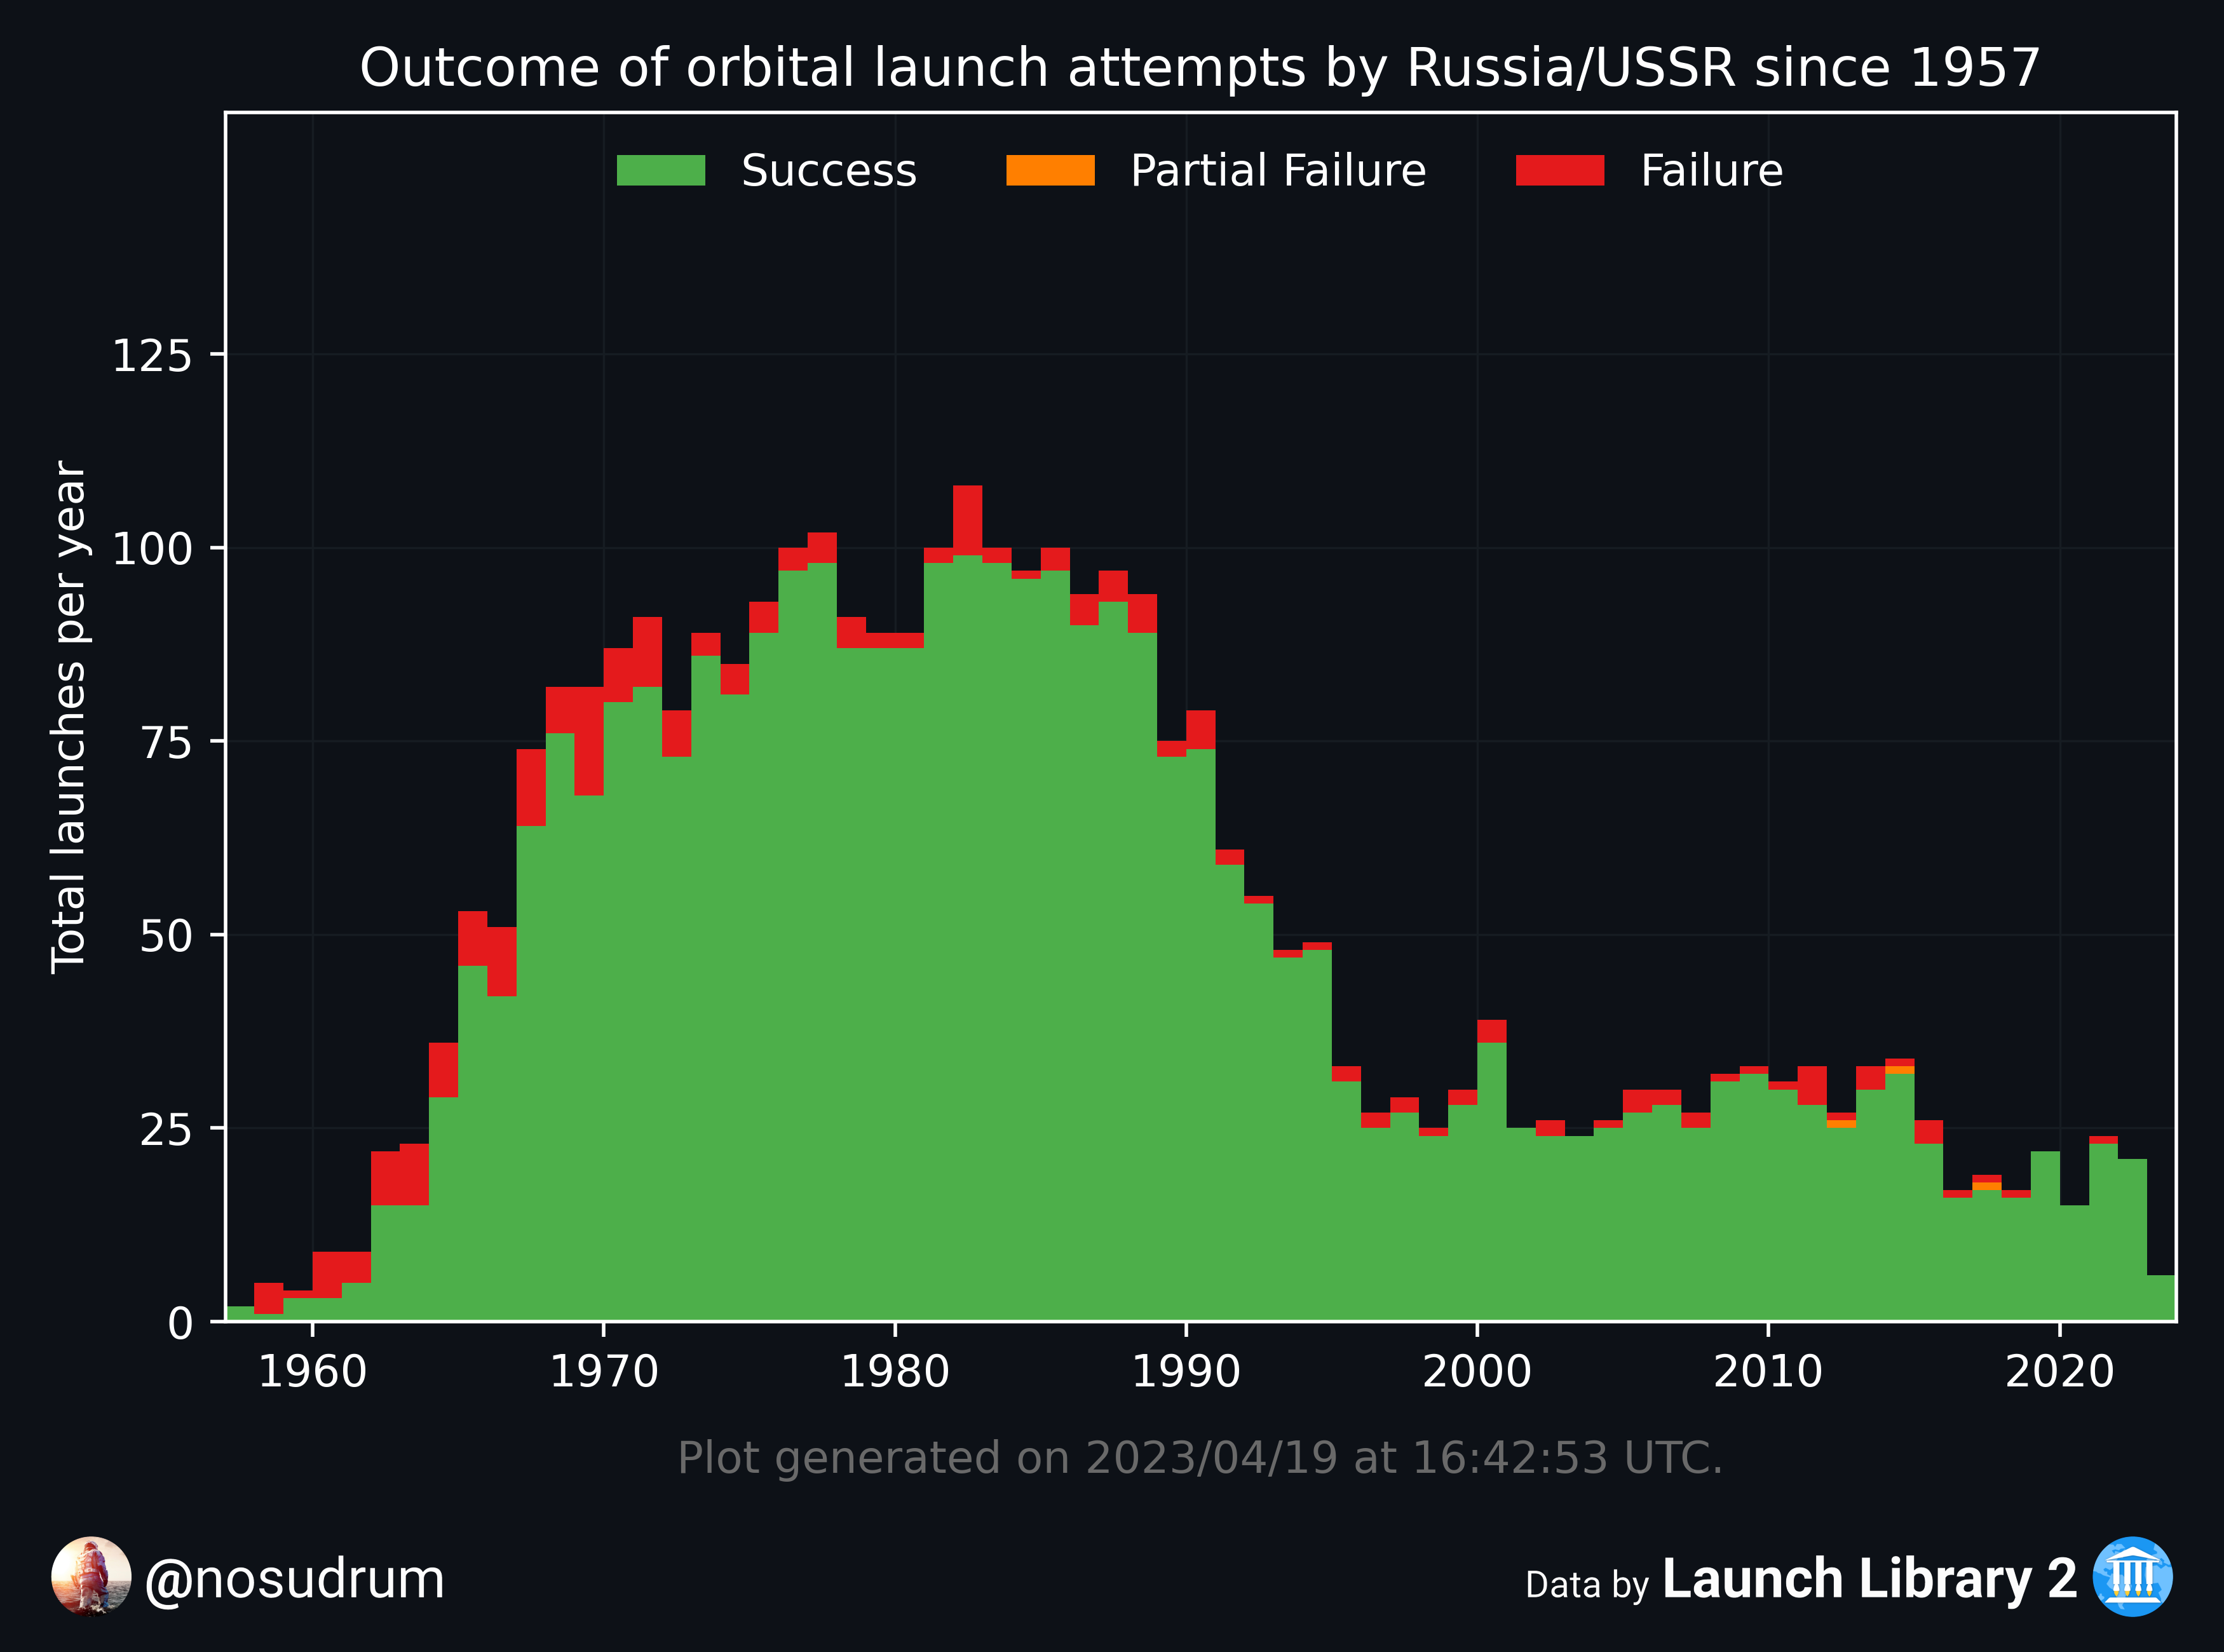 Outcome of orbital launch attempts by Russia/USSR since 1957
Success Partial Failure Failure
Total launches per year
125
100
75
50
25
0
1960 1970 1980 1990 2000 2010 2020
Plot generated on 2023/04/19 at 16:42:53 UTC.
@nosudrum
Data by Launch Library 2